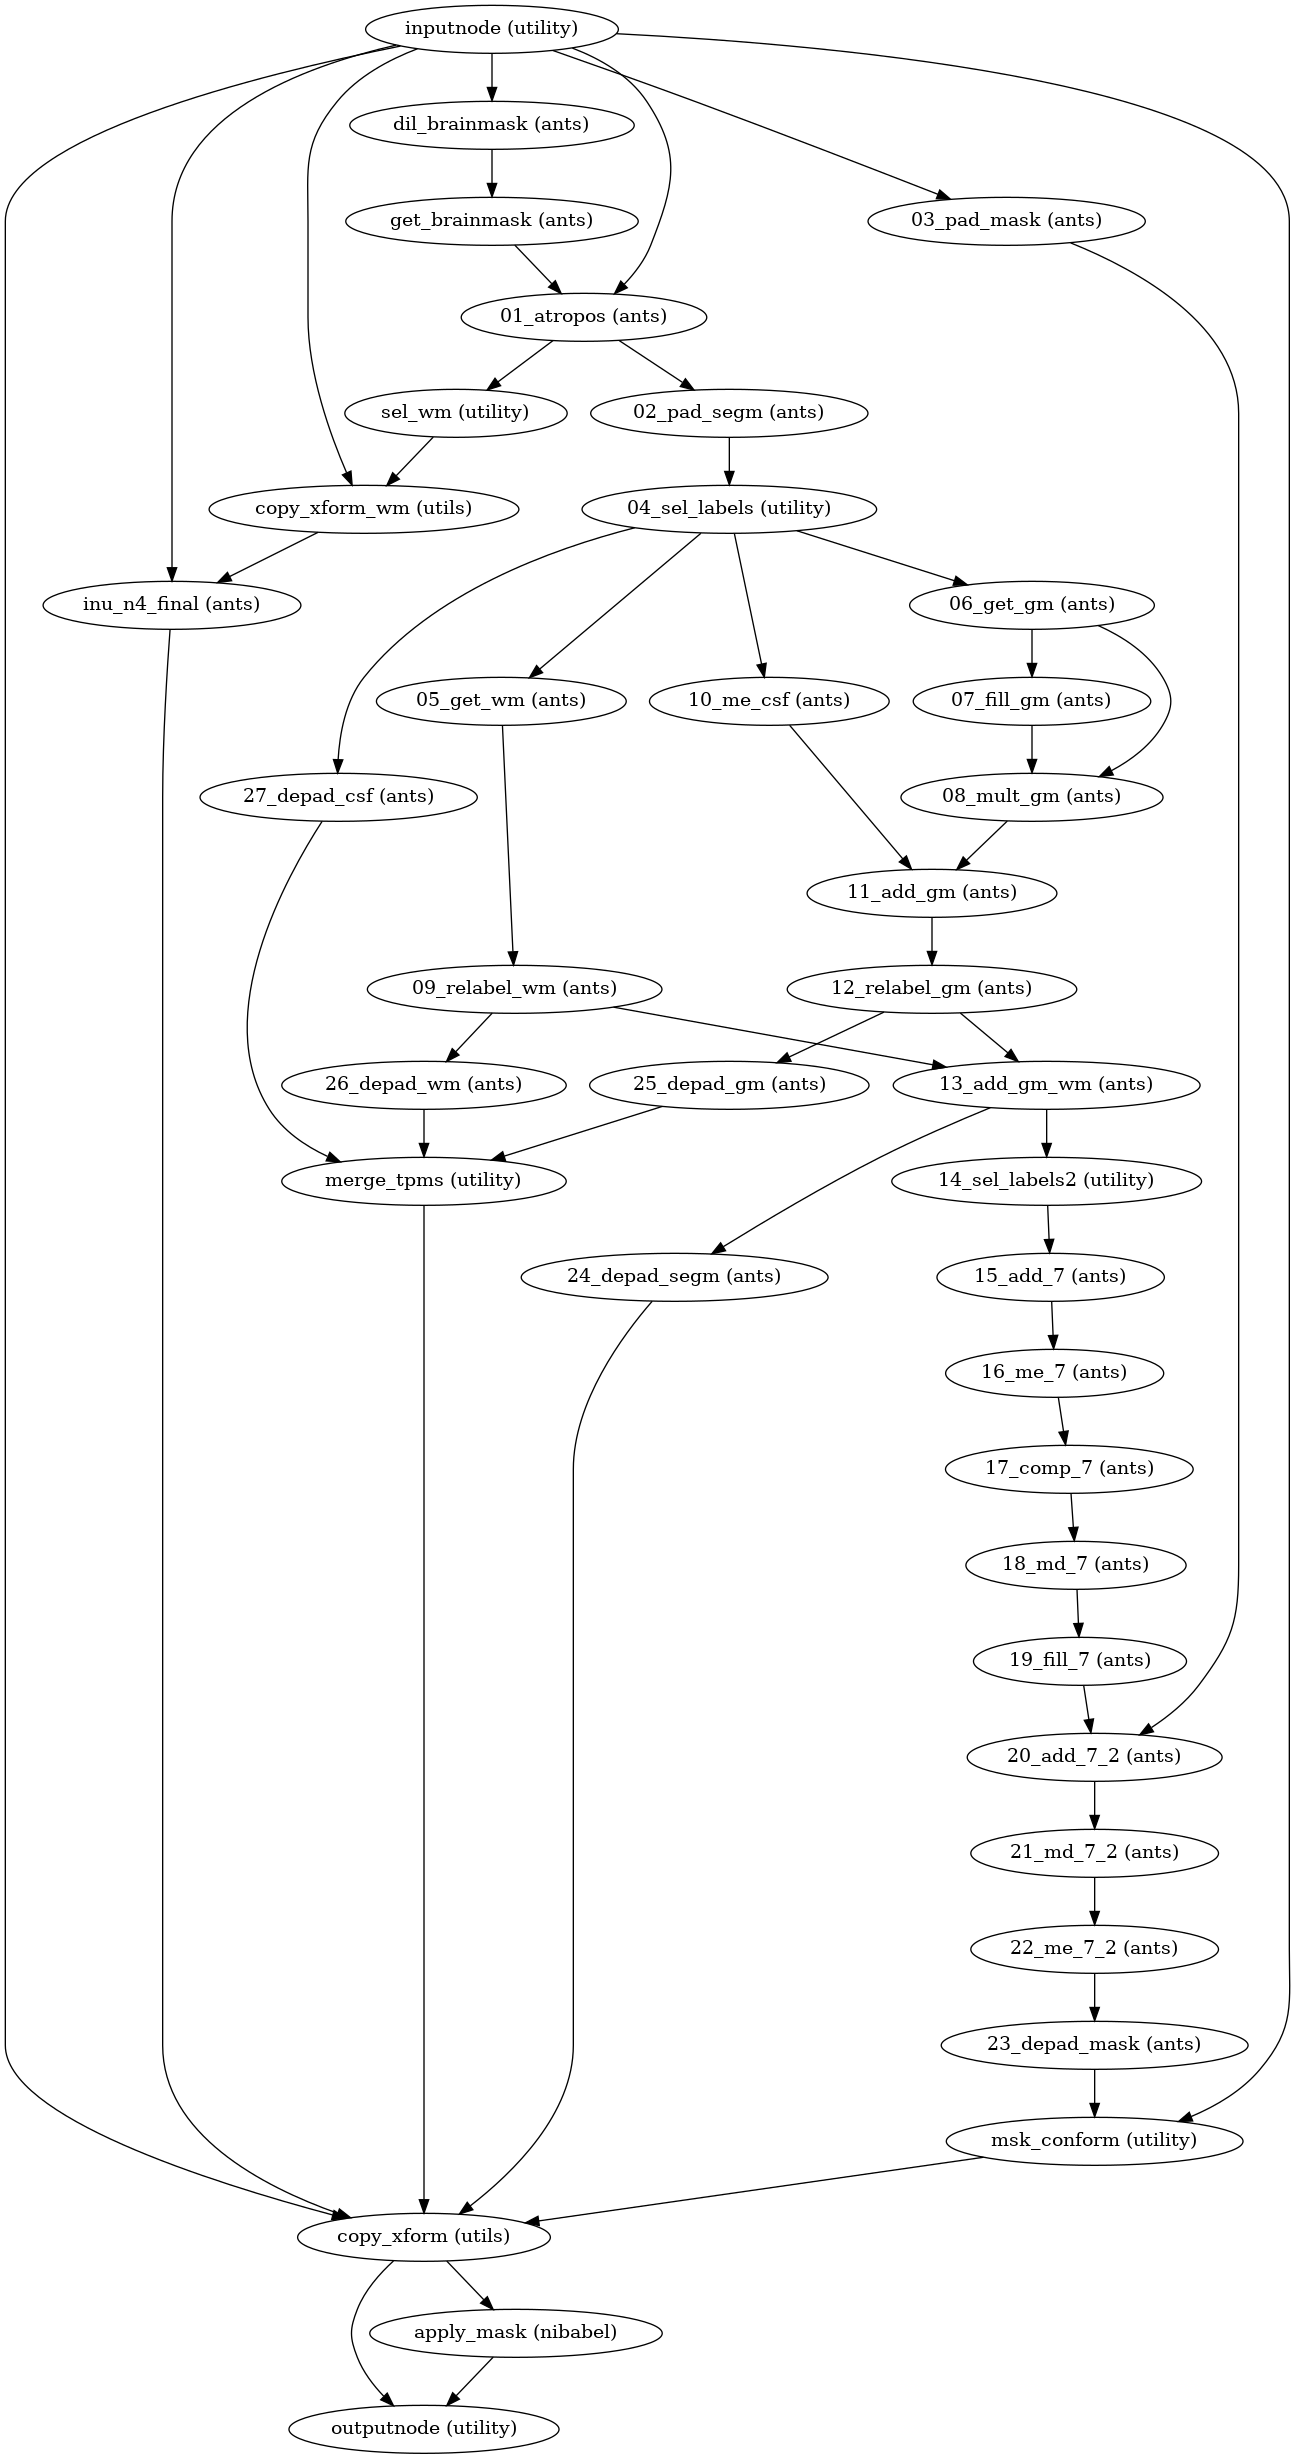 inputnode (utility)
dil_brainmask (ants)
get_brainmask (ants)
03_pad_mask (ants)
01_atropos (ants)
sel_wm (utility)
02_pad_segm (ants)
copy_xform_wm (utils)
04_sel_labels (utility)
inu_n4_final (ants)
06_get_gm (ants)
05_get_wm (ants)
10_me_csf (ants)
07_fill_gm (ants)
27_depad_csf (ants)
08_mult_gm (ants)
11_add_gm (ants)
09_relabel_wm (ants)
12_relabel_gm (ants)
26_depad_wm (ants)
25_depad_gm (ants)
13_add_gm_wm (ants)
merge_tpms (utility)
14_sel_labels2 (utility)
24_depad_segm (ants)
15_add_7 (ants)
16_me_7 (ants)
17_comp_7 (ants)
18_md_7 (ants)
19_fill_7 (ants)
20_add_7_2 (ants)
21_md_7_2 (ants)
22_me_7_2 (ants)
23_depad_mask (ants)
msk_conform (utility)
copy_xform (utils)
apply_mask (nibabel)
outputnode (utility)